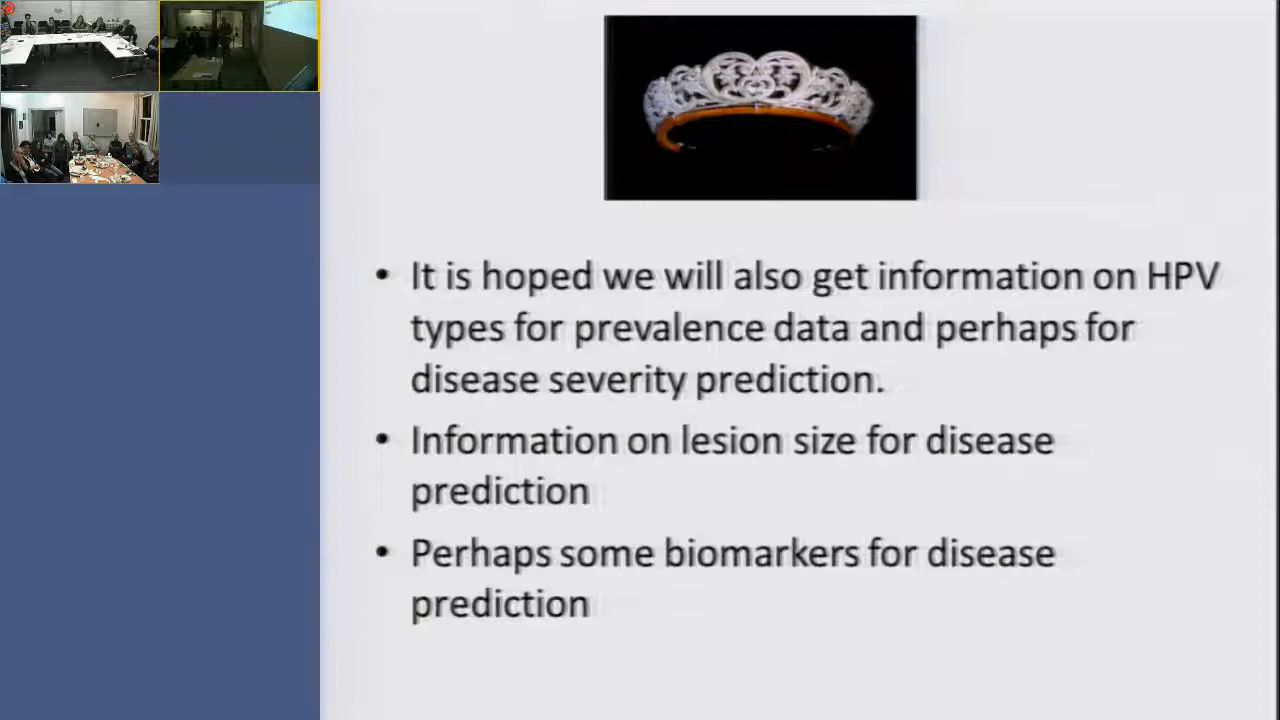 • It is hoped we will also get information on HPV
types for prevalence data and perhaps for
disease severity prediction.
• Information on lesion size for disease
prediction
• Perhaps some biomarkers for disease
prediction